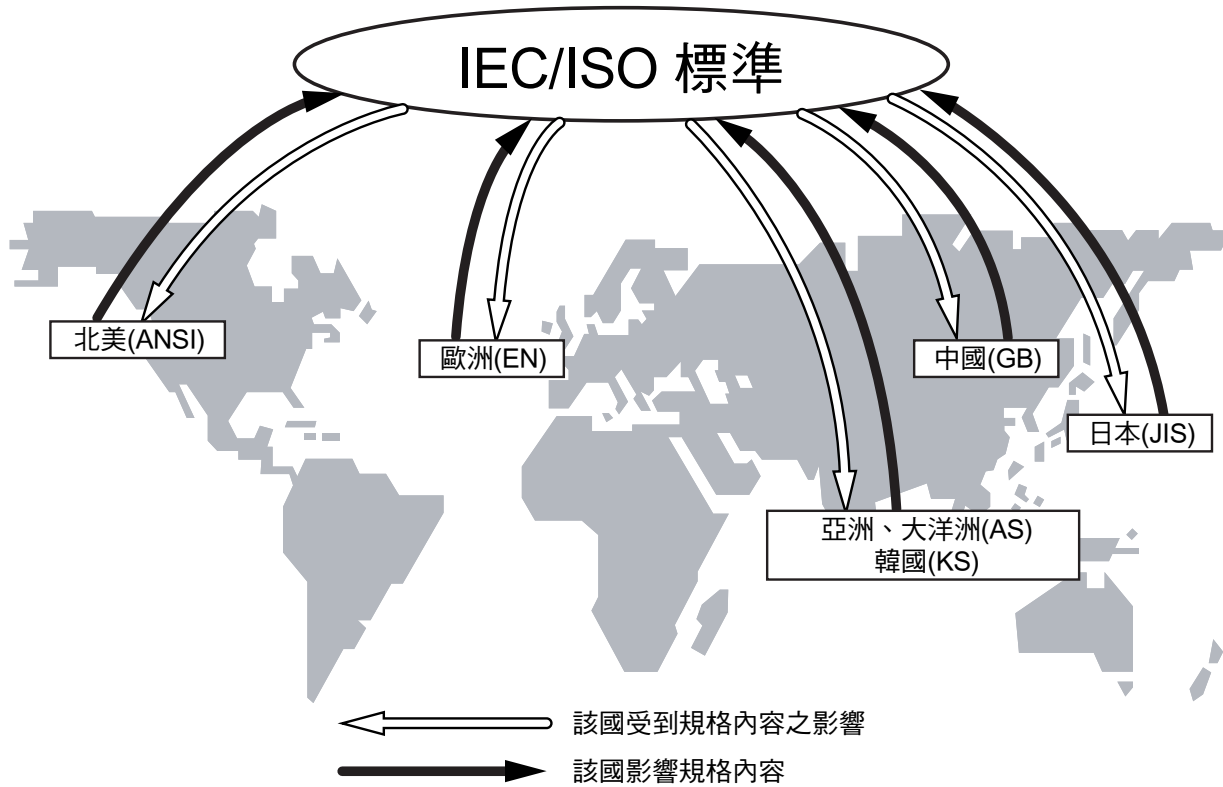 IEC/ISO 標準
北美(ANSI)
歐洲(EN)
中國(GB)
日本(JIS)
亞洲、大洋洲(AS)
韓國(KS)
該國受到規格內容之影響
該國影響規格內容